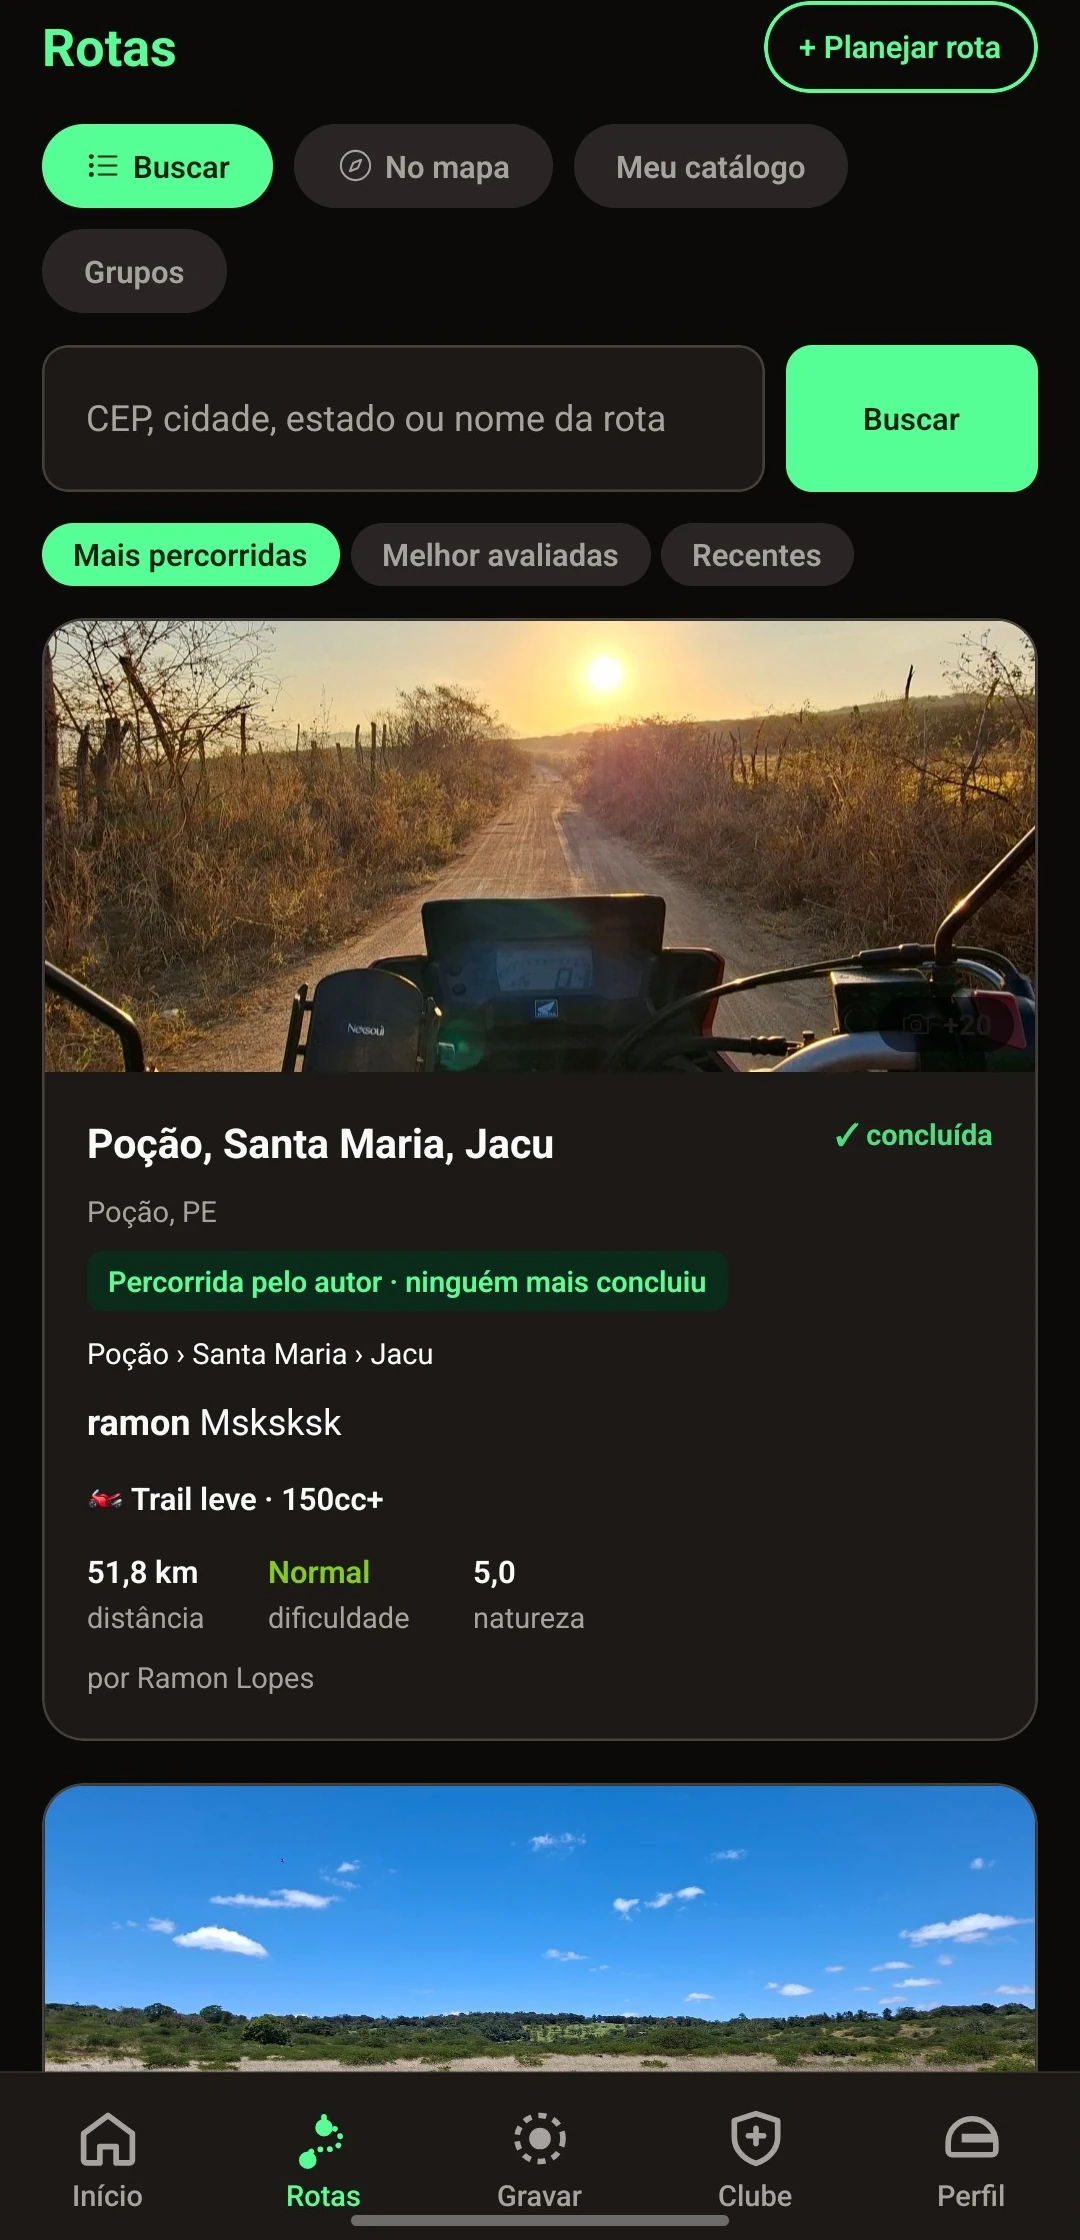 Rotas
+ Planejar rota
Buscar
No mapa
Meu catálogo
Grupos
CEP, cidade, estado ou nome da rota
Buscar
Mais percorridas
Melhor avaliadas
Recentes
Nexsoul
+20
Poção, Santa Maria, Jacu
✓ concluída
Poção, PE
Percorrida pelo autor · ninguém mais concluiu
Poção › Santa Maria › Jacu
ramon Msksksk
Trail leve · 150cc+
51,8 km
Normal
5,0
distância
dificuldade
natureza
por Ramon Lopes
Início
Rotas
Gravar
Clube
Perfil